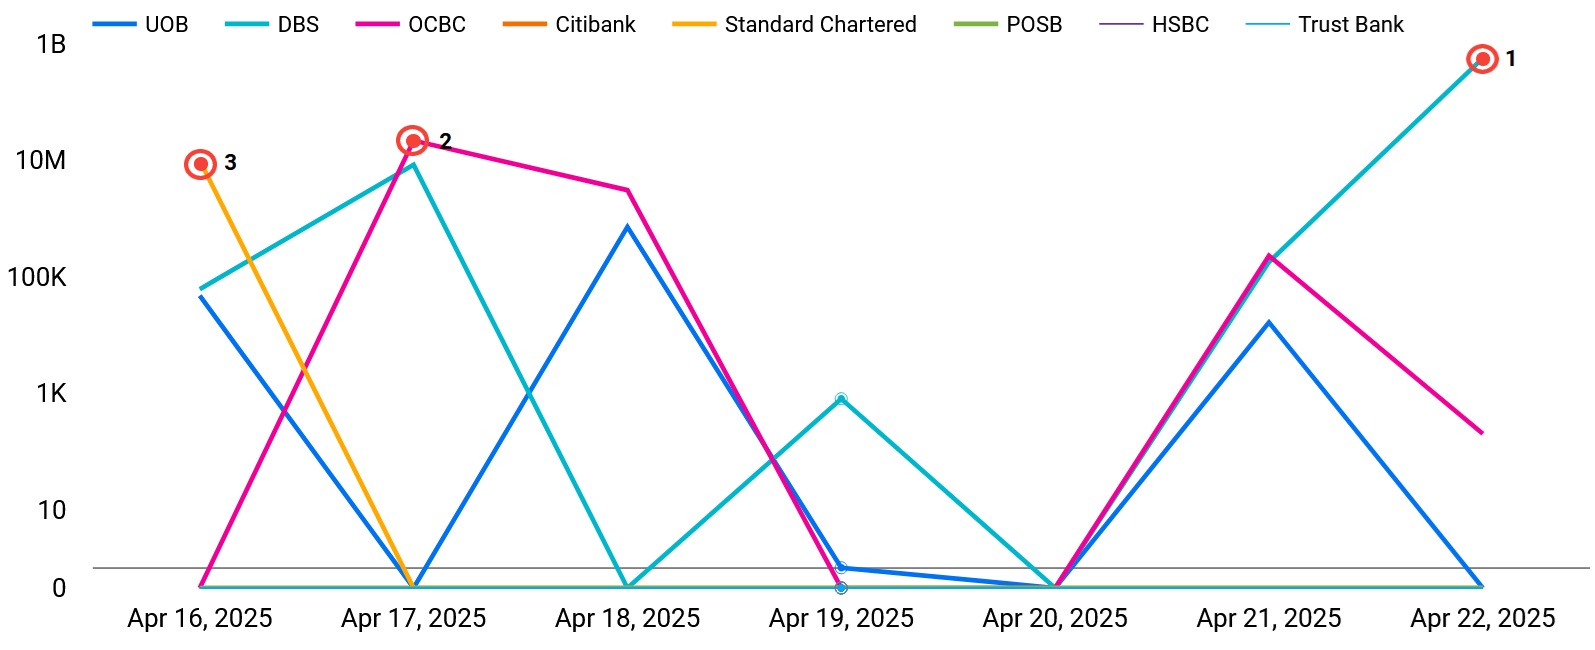 UOB DBS OCBC Citibank Standard Chartered POSB HSBC Trust Bank
1B
1
2
10M
3
100K
1K
10
0
Apr 16, 2025 Apr 17, 2025 Apr 18, 2025 Apr 19, 2025 Apr 20, 2025 Apr 21, 2025 Apr 22, 2025